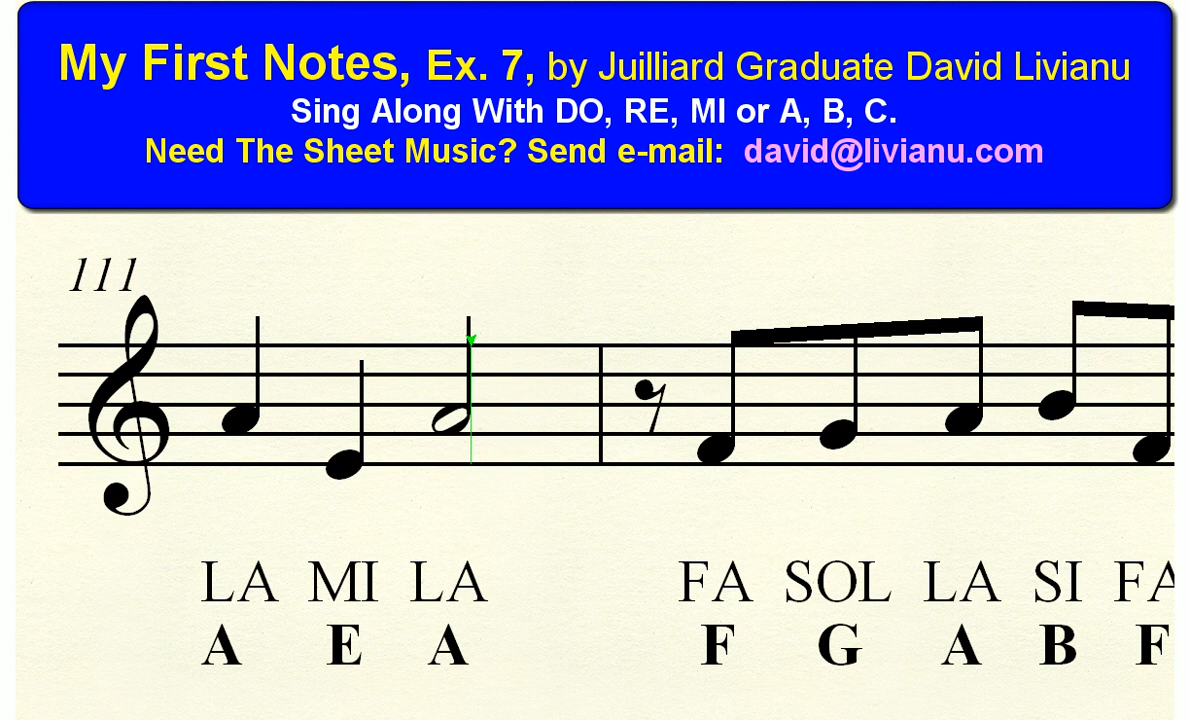 My First Notes, Ex. 7, by Juilliard Graduate David Livianu
Sing Along With DO, RE, MI or A, B, C.
Need The Sheet Music? Send e-mail: david@livianu.com
111
LA MI LA FA SOL LA SI FA
A E A F G A B F